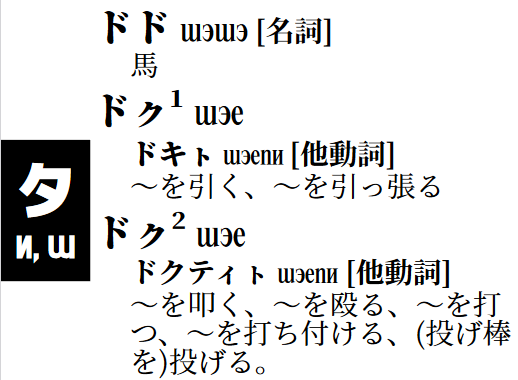 ドド шэшэ [名詞]
馬
ドㇰ¹ шэе
ドキㇳ шэепи [他動詞]
～を引く、～を引っ張る
タ
и, ш
ドㇰ² шэе
ドクティㇳ шэепи [他動詞]
～を叩く、～を殴る、～を打
つ、～を打ち付ける、(投げ棒
を)投げる。